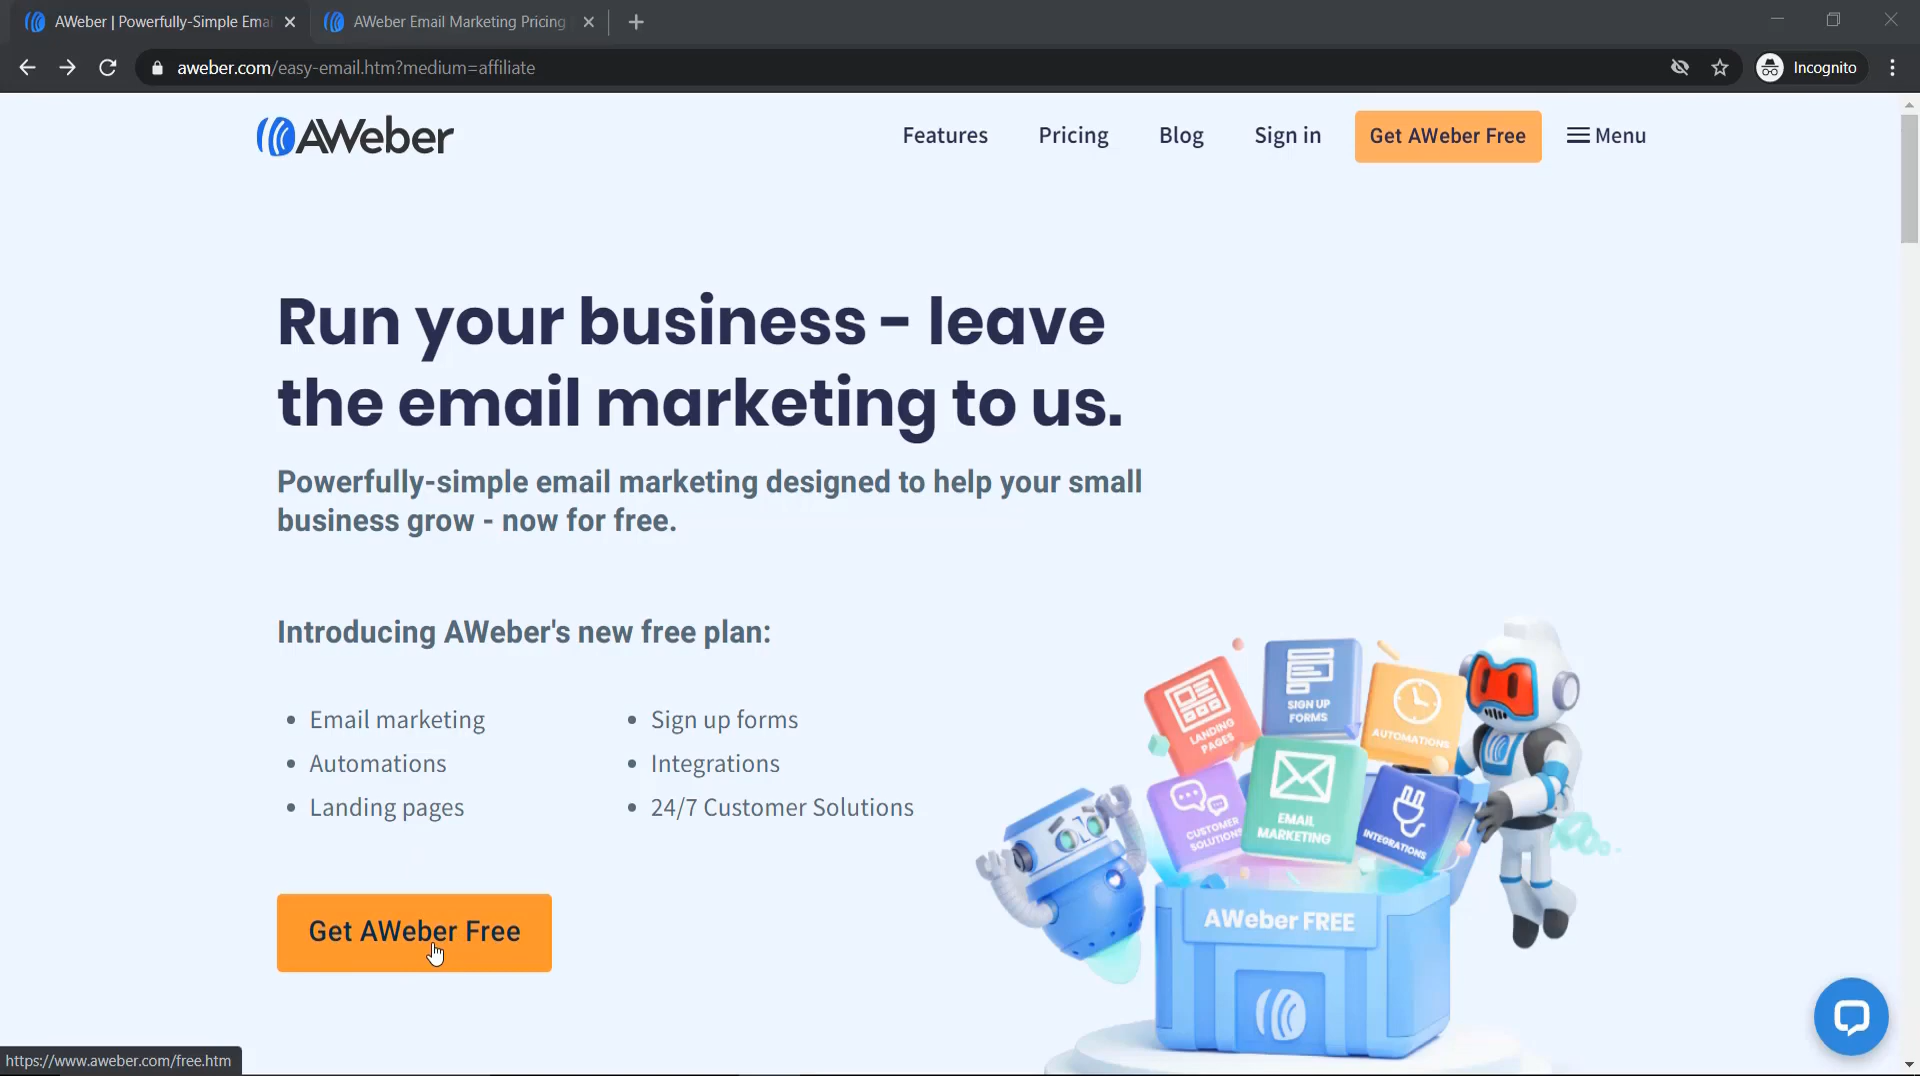 AWeber | Powerfully-Simple Emai
AWeber Email Marketing Pricing
aweber.com/easy-email.htm?medium=affiliate
Incognito
AWeber
Features
Pricing
Blog
Sign in
Get AWeber Free
Menu
Run your business - leave
the email marketing to us.
Powerfully-simple email marketing designed to help your small
business grow - now for free.
Introducing AWeber's new free plan:
• Email marketing
• Automations
• Landing pages
• Sign up forms
• Integrations
• 24/7 Customer Solutions
Get AWeber Free
LANDING
PAGES
SIGN UP
FORMS
AUTOMATIONS
CUSTOMER
SOLUTIONS
EMAIL
MARKETING
INTEGRATIONS
AWeber FREE
https://www.aweber.com/free.htm